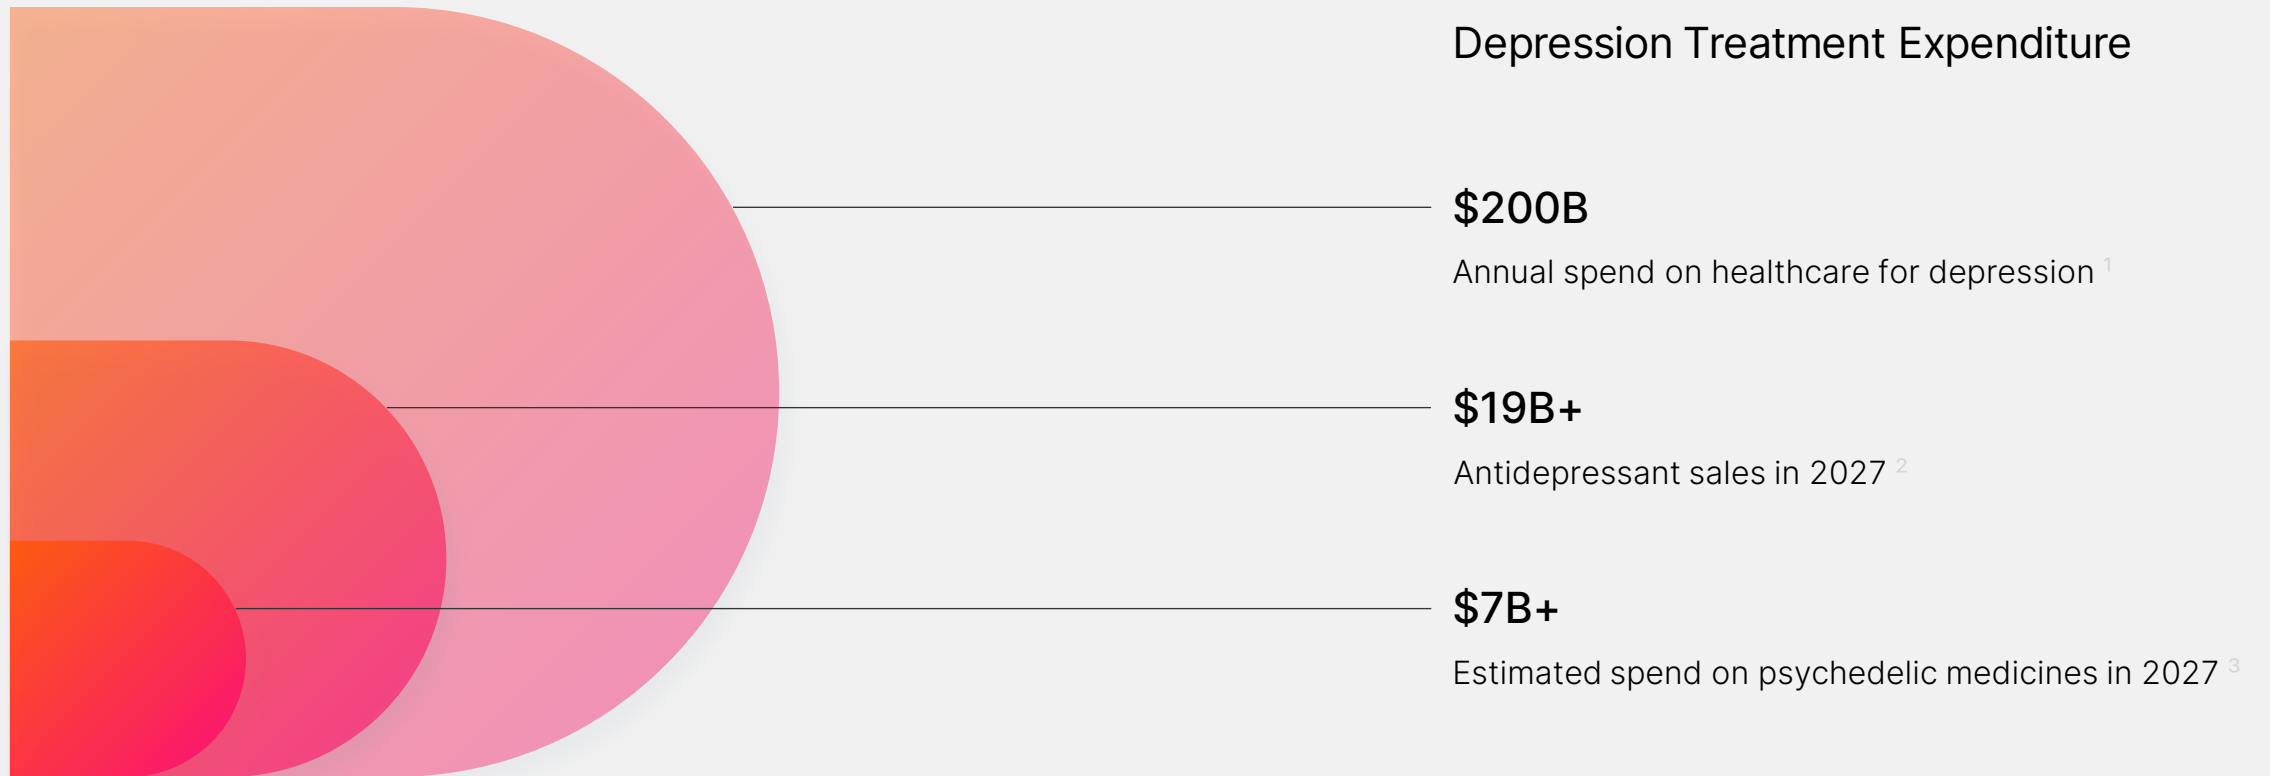 Depression Treatment Expenditure
$200B
Annual spend on healthcare for depression 1
$19B+
Antidepressant sales in 2027 2
$7B+
Estimated spend on psychedelic medicines in 2027 3